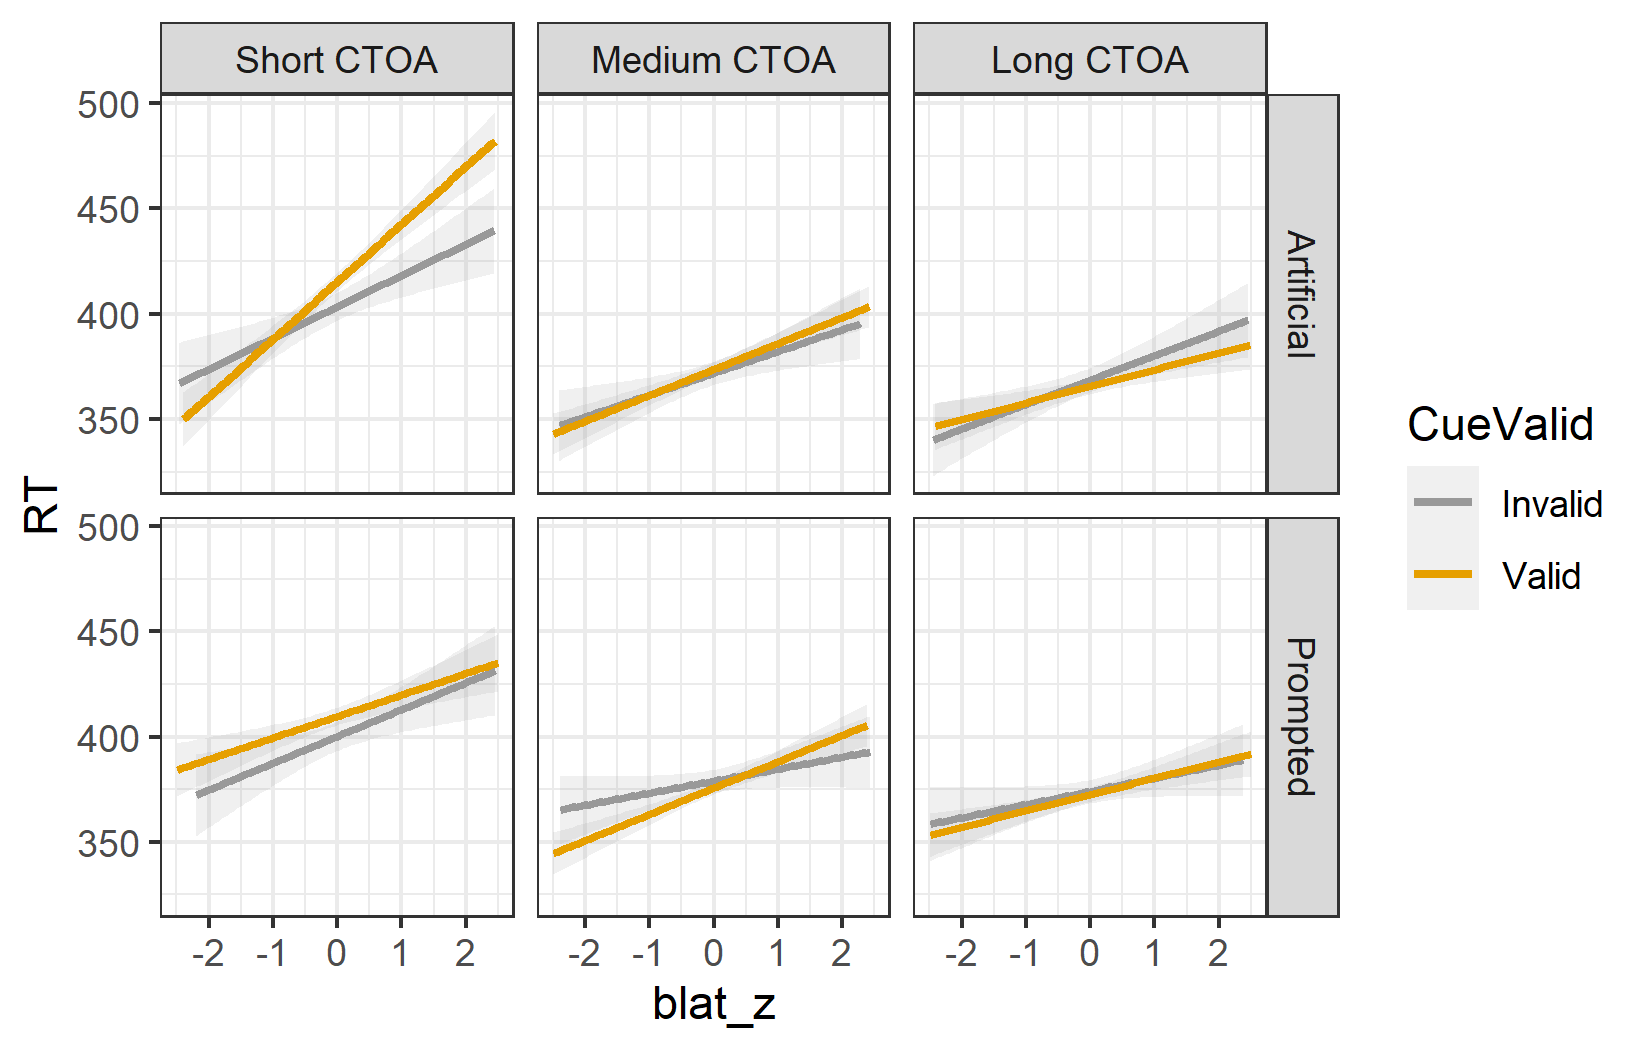 Short CTOA Medium CTOA Long CTOA
500
450
400
350
Artificial
RT
500
450
400
350
Prompted
-2 -1 0 1 2 -2 -1 0 1 2 -2 -1 0 1 2
blat_z
CueValid
Invalid
Valid